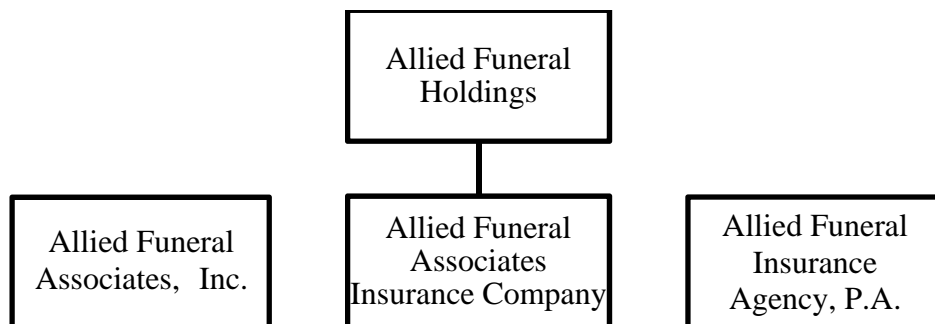 Allied Funeral
Holdings
Allied Funeral
Associates, Inc.
Allied Funeral
Associates
Insurance Company
Allied Funeral
Insurance
Agency, P.A.